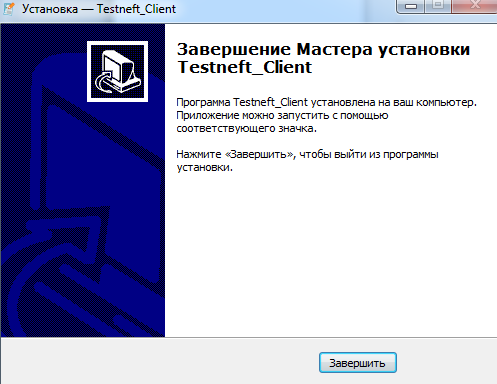 Установка — Testneft_Client
Завершение Мастера установки
Testneft_Client
Программа Testneft_Client установлена на ваш компьютер.
Приложение можно запустить с помощью
соответствующего значка.
Нажмите «Завершить», чтобы выйти из программы
установки.
Завершить